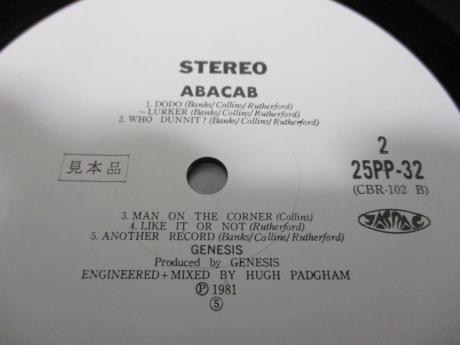 STEREO
ABACAB
1. DODO (Banks/Collins/Rutherford)
~LURKER (Banks/Collins/Rutherford)
2. WHO DUNNIT? (Banks/Collins/Rutherford)
2
見本品
25PP-32
(CBR-102 B)
JASRAC
3. MAN ON THE CORNER (Collins)
4. LIKE IT OR NOT (Rutherford)
5. ANOTHER RECORD (Banks/Collins/Rutherford)
GENESIS
Produced by GENESIS
ENGINEERED+MIXED BY HUGH PADGHAM
Ⓟ 1981
⑤